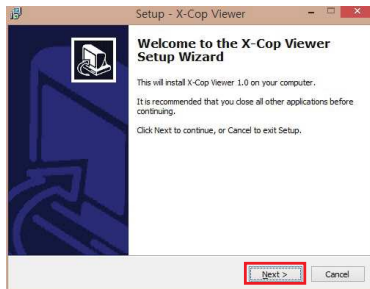 Setup - X-Cop Viewer
Welcome to the X-Cop Viewer
Setup Wizard
This will install X-Cop Viewer 1.0 on your computer.
It is recommended that you close all other applications before
continuing.
Click Next to continue, or Cancel to exit Setup.
Next >
Cancel